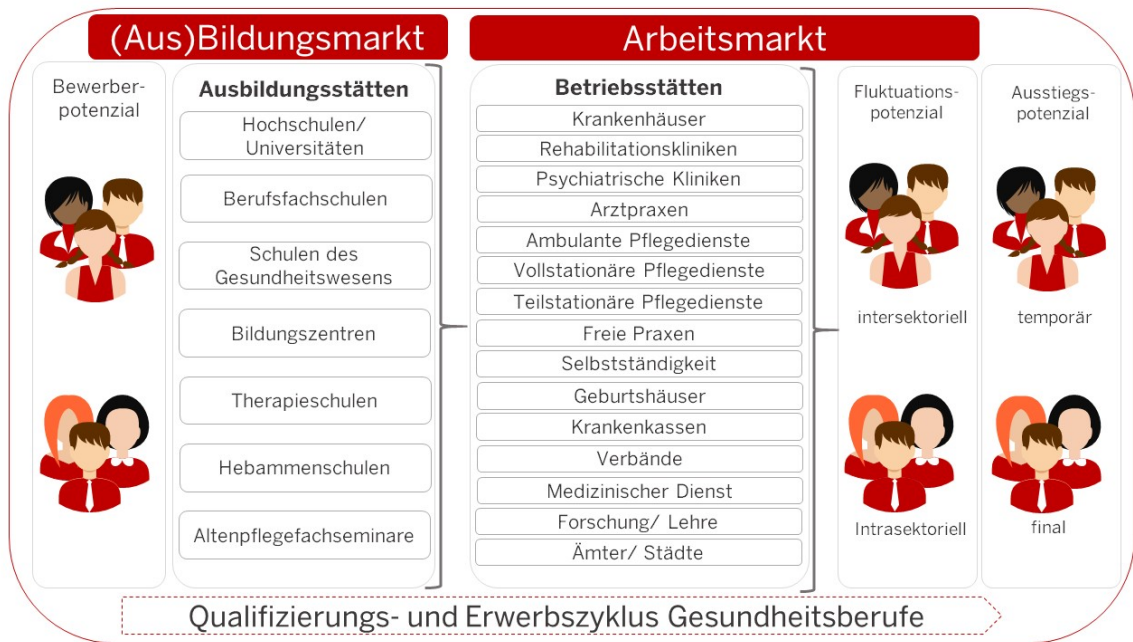 (Aus)Bildungsmarkt
Arbeitsmarkt
Bewerber-
potenzial
Ausbildungsstätten
Hochschulen/
Universitäten
Berufsfachschulen
Schulen des
Gesundheitswesens
Bildungszentren
Therapieschulen
Hebammenschulen
Altenpflegefachseminare
Betriebsstätten
Krankenhäuser
Rehabilitationskliniken
Psychiatrische Kliniken
Arztpraxen
Ambulante Pflegedienste
Vollstationäre Pflegedienste
Teilstationäre Pflegedienste
Freie Praxen
Selbstständigkeit
Geburtshäuser
Krankenkassen
Verbände
Medizinischer Dienst
Forschung/ Lehre
Ämter/ Städte
Fluktuations-
potenzial
intersektoriell
Intrasektoriell
Ausstiegs-
potenzial
temporär
final
Qualifizierungs- und Erwerbszyklus Gesundheitsberufe